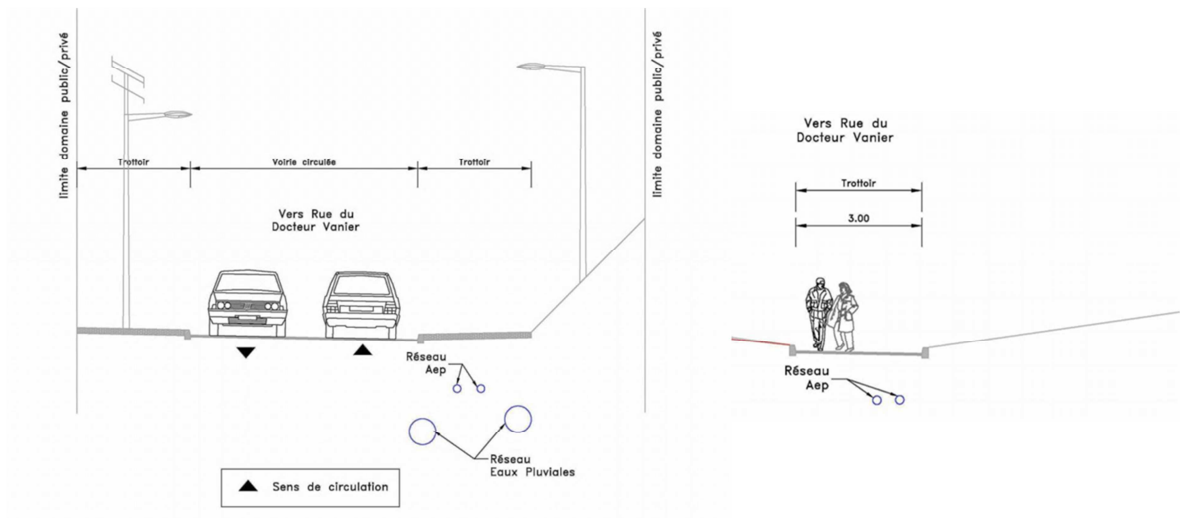 limite domaine public/privé
Trottoir
Voirie circulée
Trottoir
limite domaine public/privé
Vers Rue du
Docteur Vanier
Réseau
Aep
Réseau
Eaux Pluviales
Sens de circulation
Vers Rue du
Docteur Vanier
Trottoir
3.00
Réseau
Aep